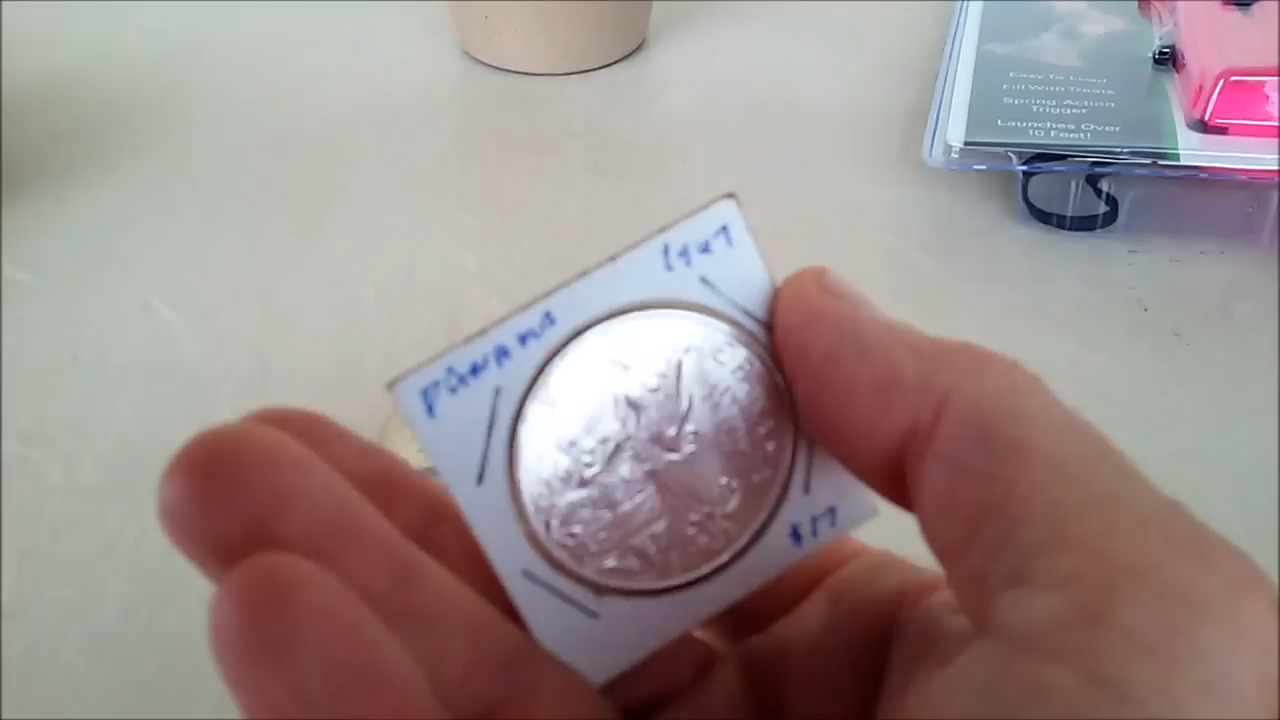 Easy To Load
Fill With Treats
Spring-Action
Trigger
Launches Over
10 Feet!
PANAMA
1947
$17